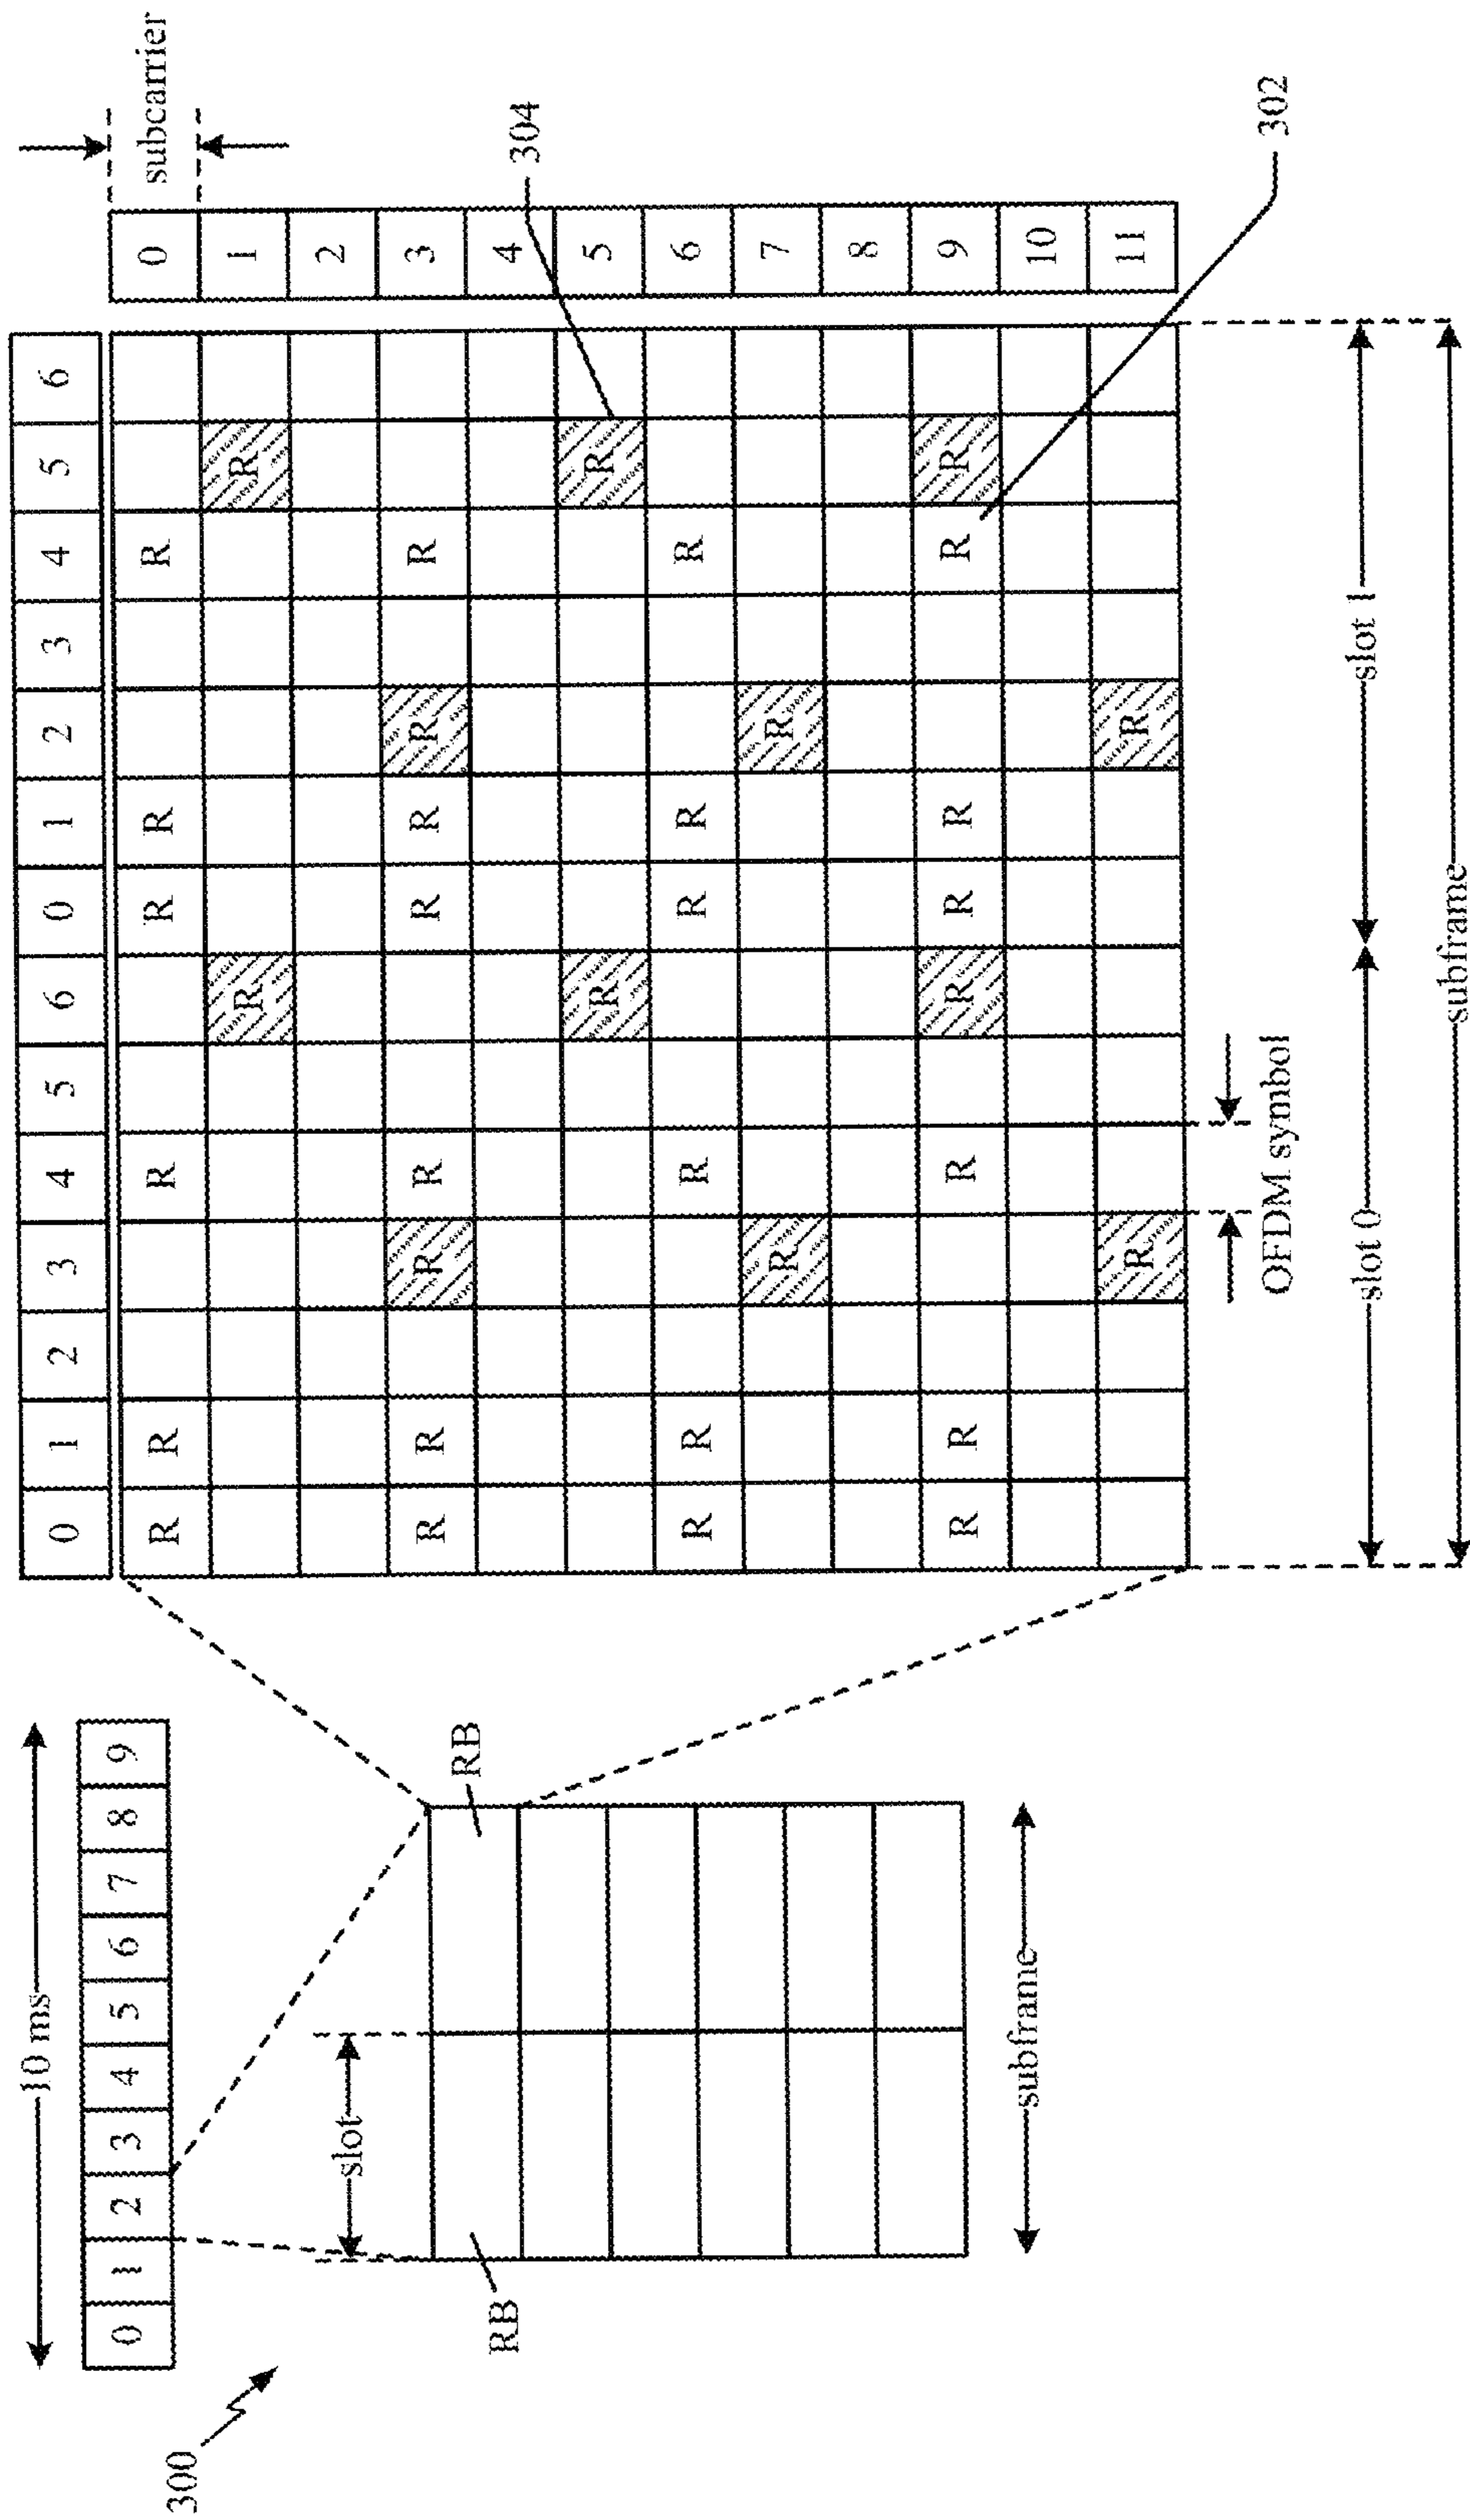 300
10 ms
0 1 2 3 4 5 6 7 8 9
slot
RB
RB
subframe
0 1 2 3 4 5 6 0 1 2 3 4 5 6
subcarrier
R R R R R R 0
R R 1
2
R R R R R R R R 3
4
304
R R 5
R R R R R R 6
R R 7
8
R R R R R R R R 9
10
R R 11
302
OFDM symbol
slot 0
slot 1
subframe